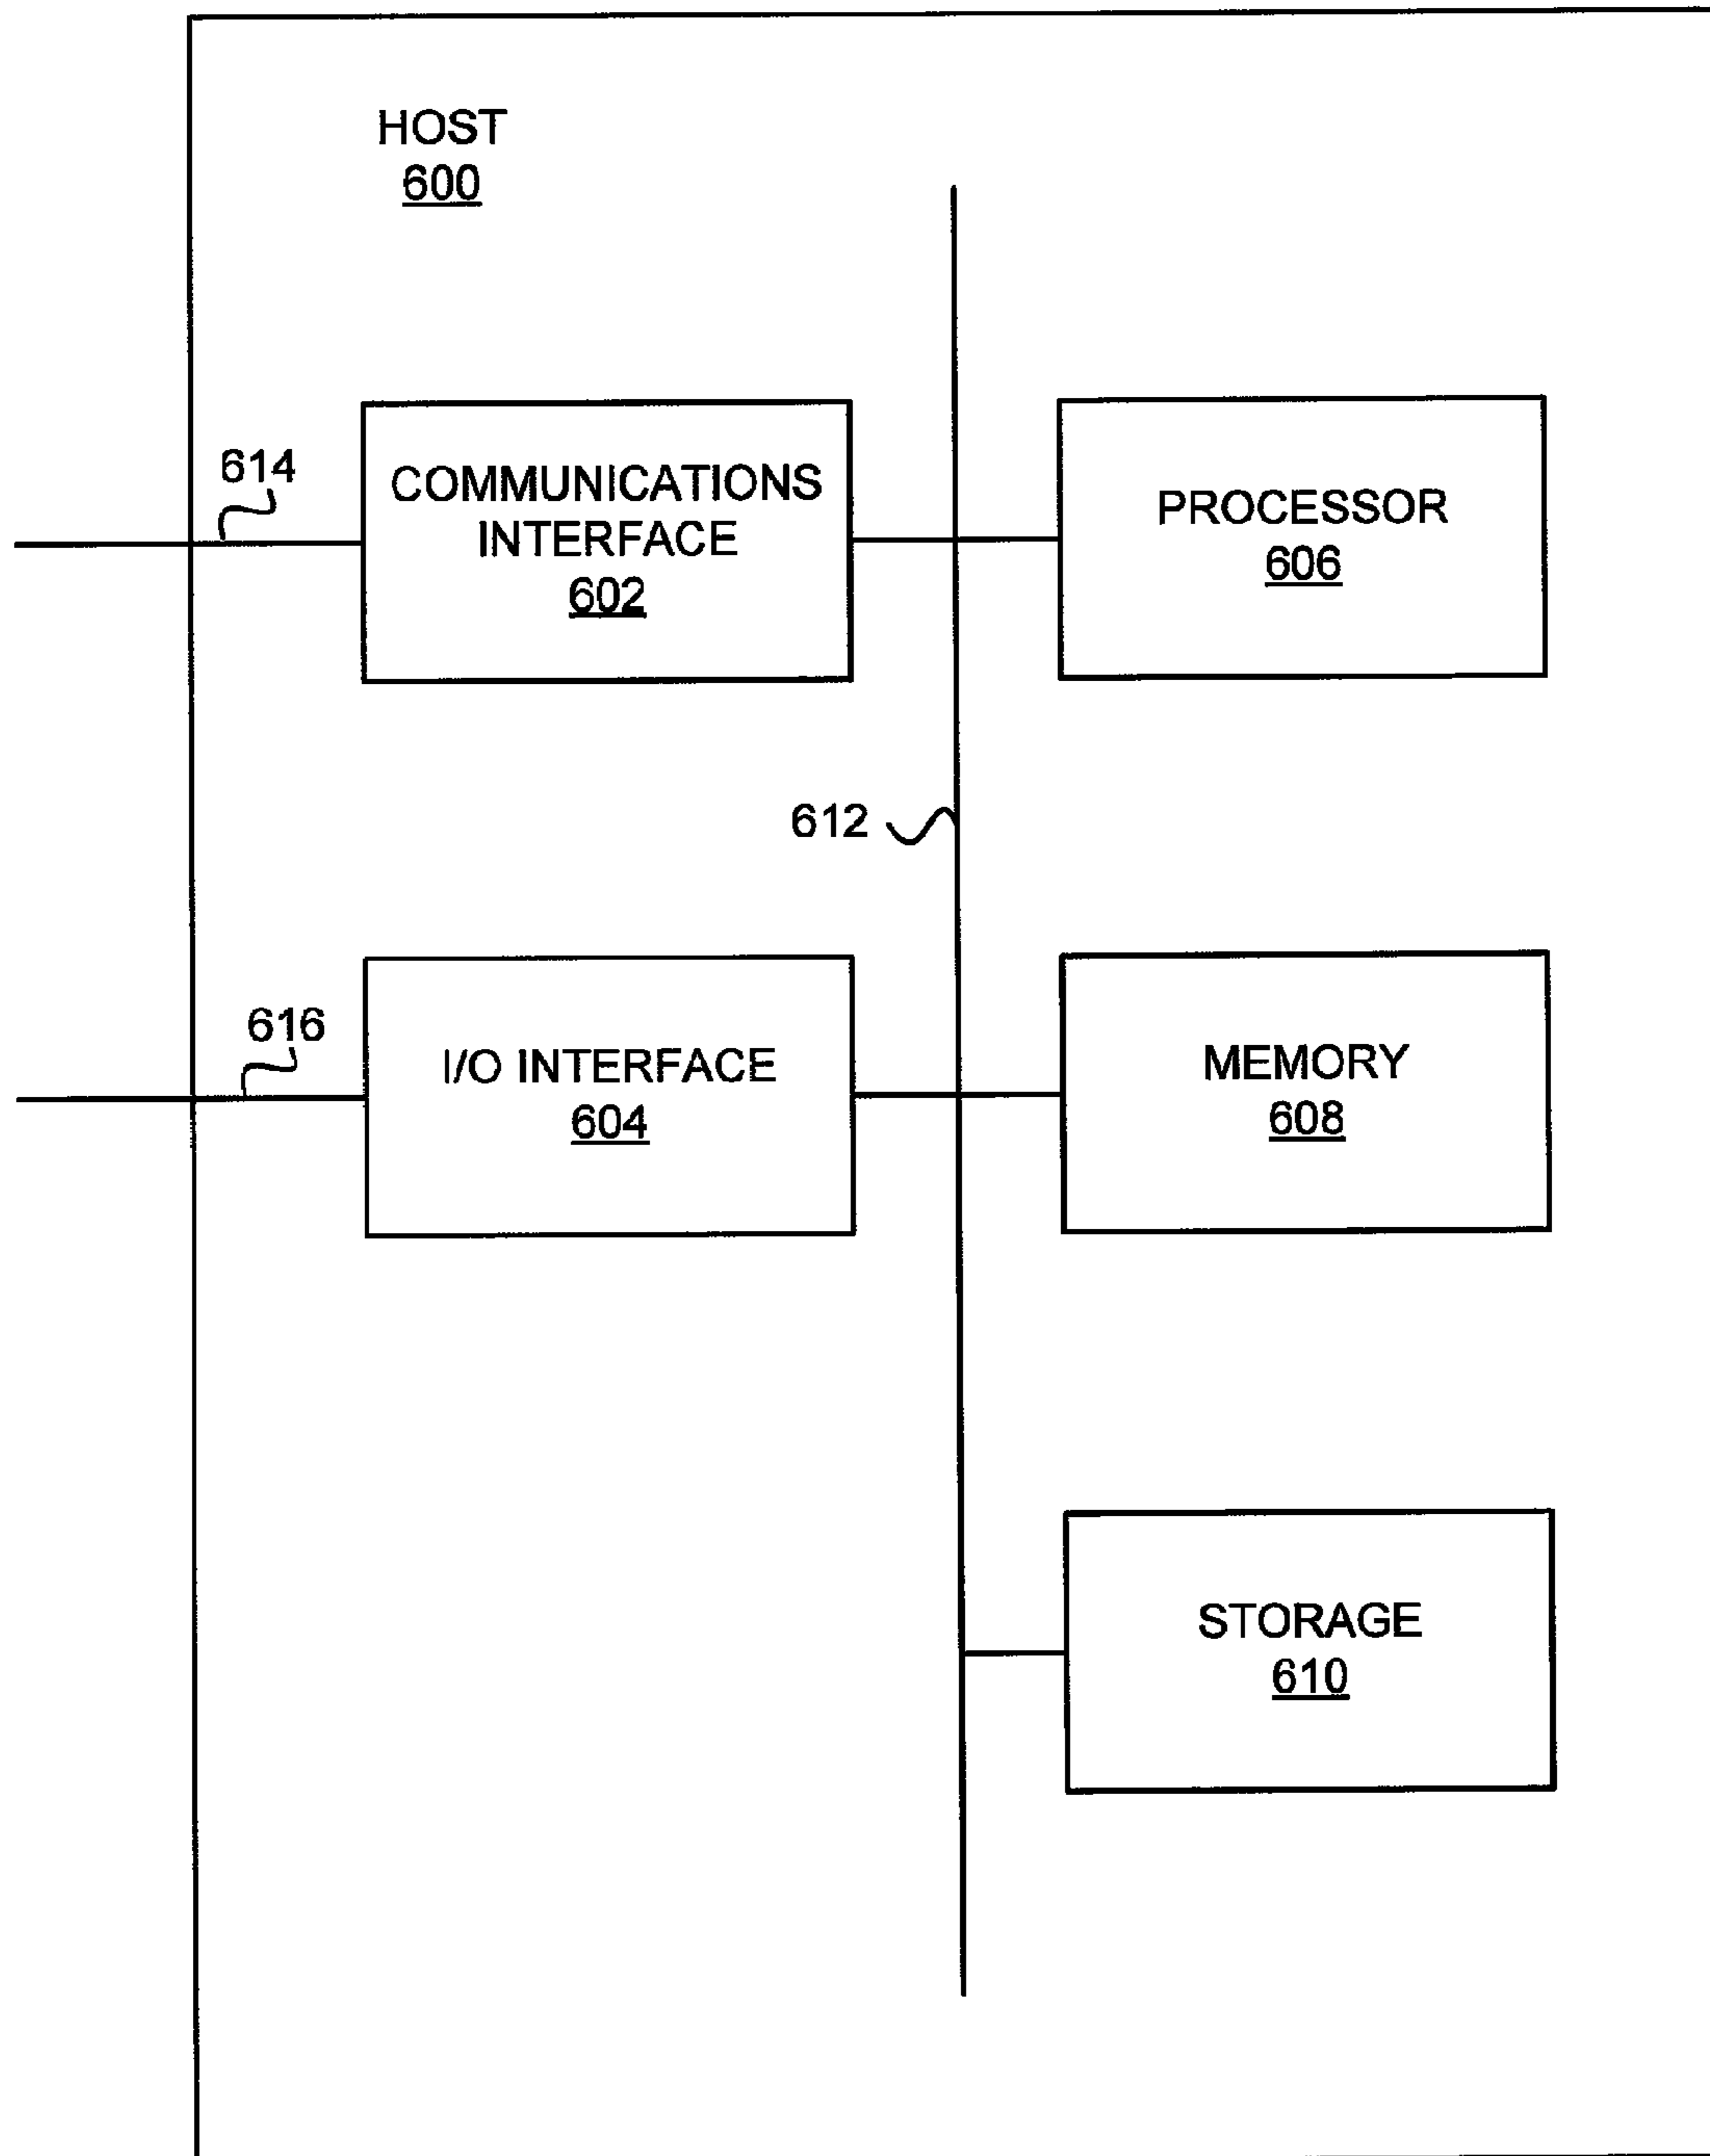 HOST
600
614
COMMUNICATIONS
INTERFACE
602
PROCESSOR
606
612
616
I/O INTERFACE
604
MEMORY
608
STORAGE
610